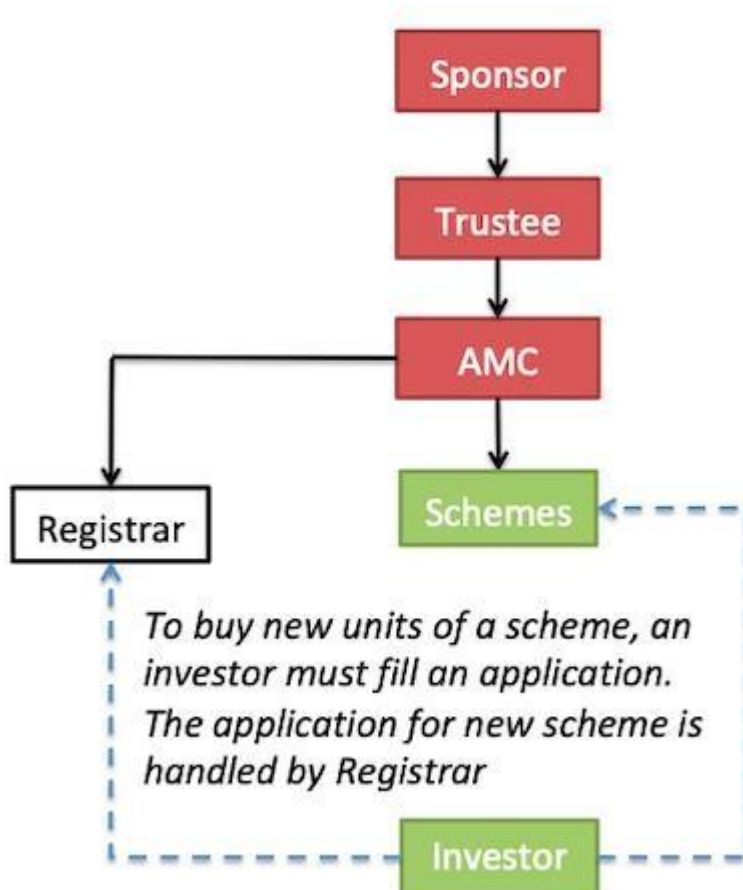 Sponsor
Trustee
AMC
Schemes
Registrar
To buy new units of a scheme, an
investor must fill an application.
The application for new scheme is
handled by Registrar
Investor